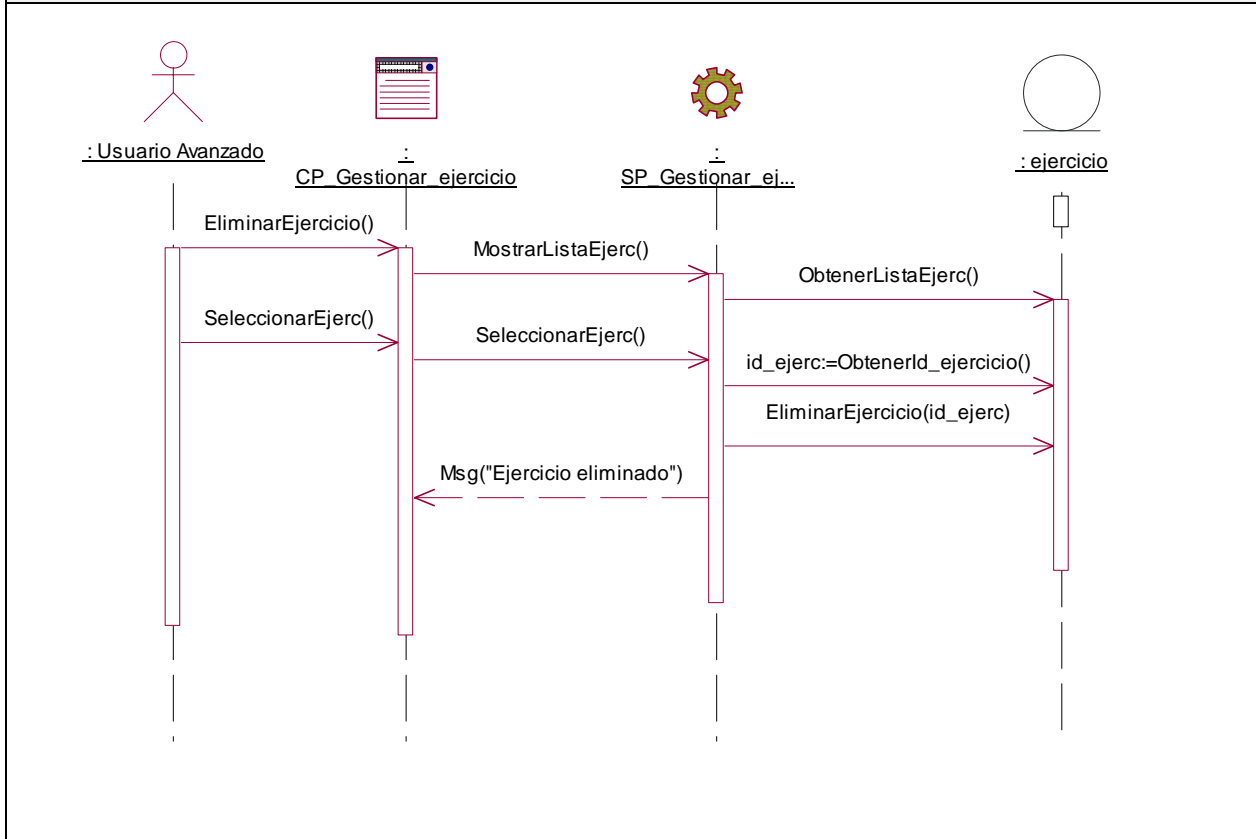 : Usuario Avanzado
:
CP_Gestionar_ejercicio
:
SP_Gestionar_ej...
: ejercicio
EliminarEjercicio()
MostrarListaEjerc()
ObtenerListaEjerc()
SeleccionarEjerc()
SeleccionarEjerc()
id_ejerc:=ObtenerId_ejercicio()
EliminarEjercicio(id_ejerc)
Msg("Ejercicio eliminado")